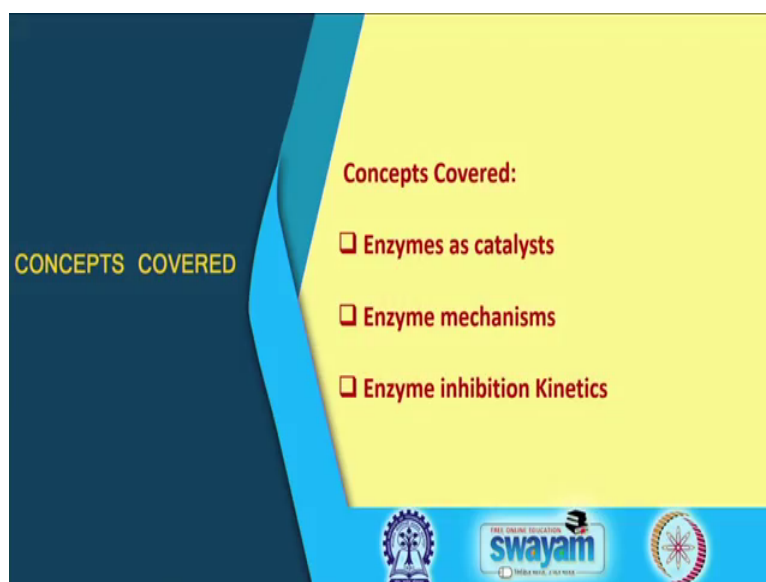 CONCEPTS COVERED
Concepts Covered:
Enzymes as catalysts
Enzyme mechanisms
Enzyme inhibition Kinetics
FREE ONLINE EDUCATION
swayam